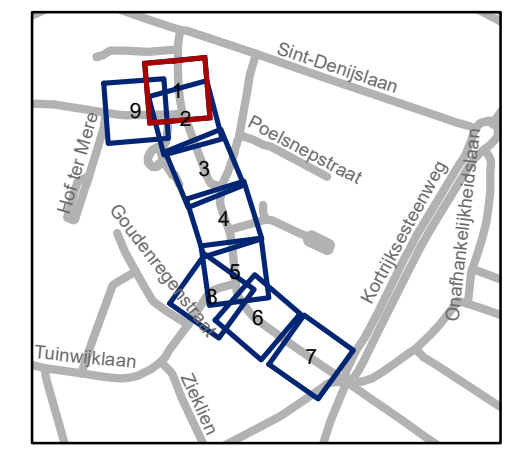 Sint-Denijslaan
1
9
2
Poelsnepstraat
Hof ter Mere
3
Kortrijksesteenweg
Onafhankelijkheidslaan
4
Goudenregenstraat
5
8
6
Tuinwijklaan
7
Zieklien